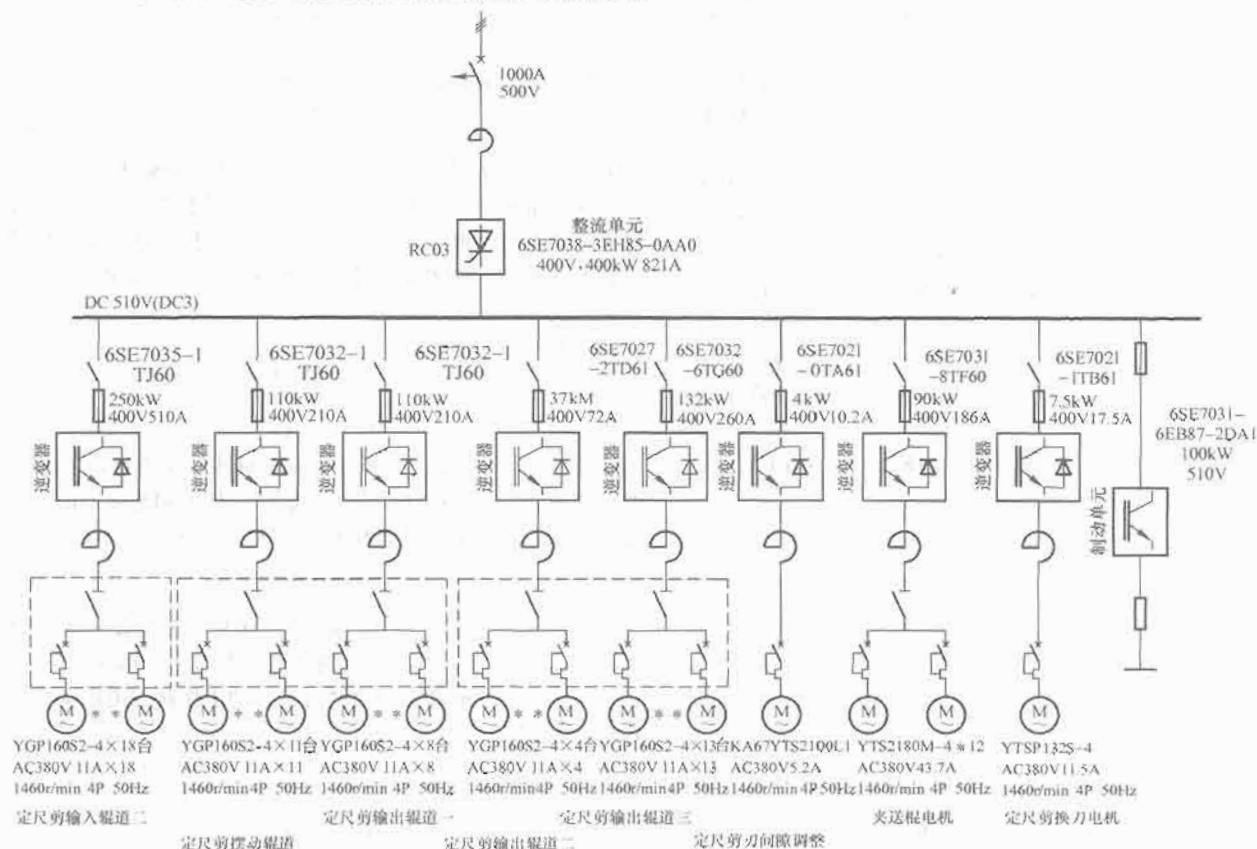 1000A
500V
整流单元
RC03
6SE7038-3EH85-0AA0
400V,400kW 821A
DC 510V(DC3)
6SE7035-1
TJ60
250kW
400V510A
逆变器
6SE7032-1
TJ60
110kW
400V210A
逆变器
6SE7032-1
TJ60
110kW
400V210A
逆变器
6SE7027
-2TD61
37kM
400V72A
逆变器
6SE7032
-6TG60
132kW
400V260A
逆变器
6SE7021
-0TA61
4kW
400V10.2A
逆变器
6SE7031
-8TF60
90kW
400V186A
逆变器
6SE7021
-1TB61
7.5kW
400V17.5A
逆变器
6SE7031-
6EB87-2DA1
100kW
510V
制动单元
M ~ * * M ~
M ~ * * M ~
M ~ * * M ~
M ~ * * M ~
M ~ * * M ~
M ~
M ~ M ~
M ~
YGP160S2-4×18台
AC380V 11A×18
1460r/min 4P 50Hz
定尺剪输入辊道二
YGP160S2-4×11台
AC380V 11A×11
1460r/min 4P 50Hz
定尺剪摆动辊道
YGP160S2-4×8台
AC380V 11A×8
1460r/min 4P 50Hz
定尺剪输出辊道一
YGP160S2-4×4台
AC380V 11A×4
1460r/min4P 50Hz
定尺剪输出辊道二
YGP160S2-4×13台
AC380V 11A×13
1460r/min 4P 50Hz
定尺剪输出辊道三
KA67YTS2100L1
AC380V5.2A
1460r/min 4P 50Hz
定尺剪刃间隙调整
YTS2180M-4*12
AC380V43.7A
1460r/min 4P 50Hz
夹送辊电机
YTSP132S-4
AC380V11.5A
1460r/min 4P 50Hz
定尺剪换刀电机